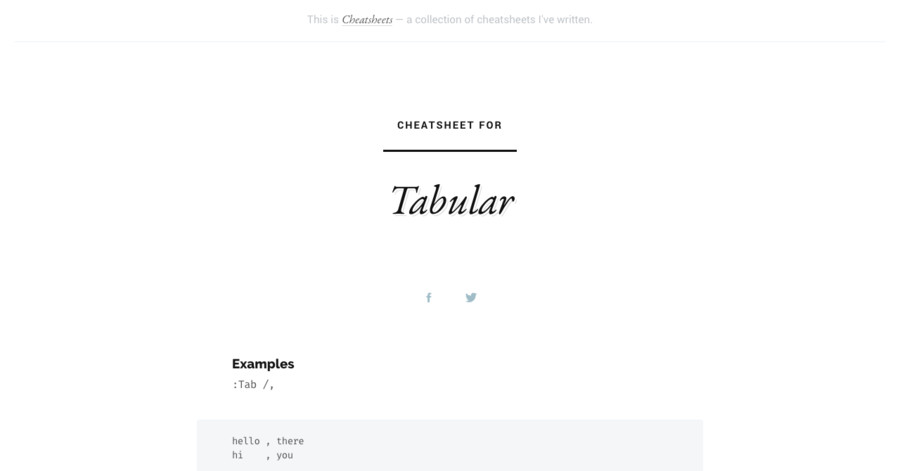 This is Cheatsheets — a collection of cheatsheets I've written.
CHEATSHEET FOR
Tabular
Examples
:Tab /,
hello , there
hi    , you